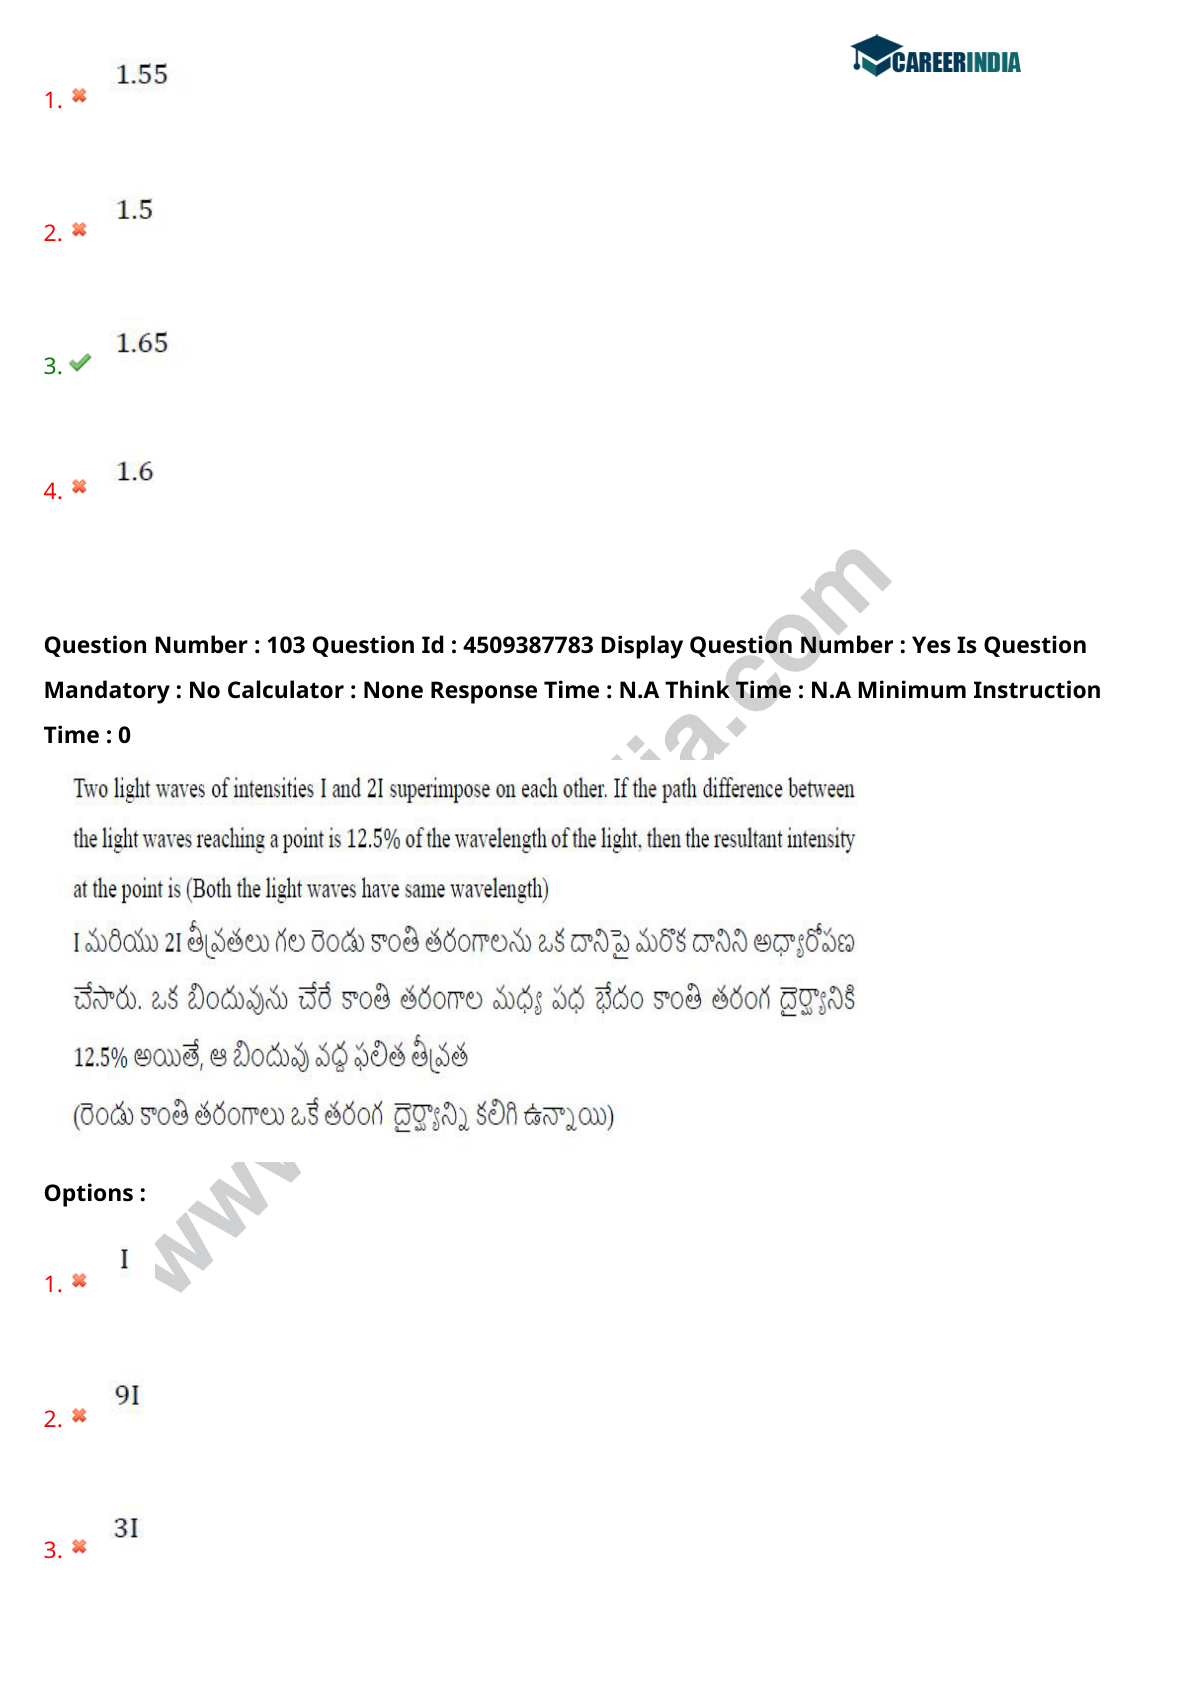 CAREERINDIA
1.55
1.
1.5
2.
1.65
3.
1.6
4.
Question Number : 103 Question Id : 4509387783 Display Question Number : Yes Is Question
Mandatory : No Calculator : None Response Time : N.A Think Time : N.A Minimum Instruction
Time : 0
Two light waves of intensities I and 2I superimpose on each other. If the path difference between
the light waves reaching a point is 12.5% of the wavelength of the light, then the resultant intensity
at the point is (Both the light waves have same wavelength)
I మరియు 2I తీవ్రతలు గల రెండు కాంతి తరంగాలను ఒక దానిపై మరొక దానిని అధ్యారోపణ
చేసారు. ఒక బిందువును చేరే కాంతి తరంగాల మధ్య పధ భేదం కాంతి తరంగ దైర్ఘ్యానికి
12.5% అయితే, ఆ బిందువు వద్ద ఫలిత తీవ్రత
(రెండు కాంతి తరంగాలు ఒకే తరంగ దైర్ఘ్యాన్ని కలిగి ఉన్నాయి)
Options :
I
1.
9I
2.
3I
3.